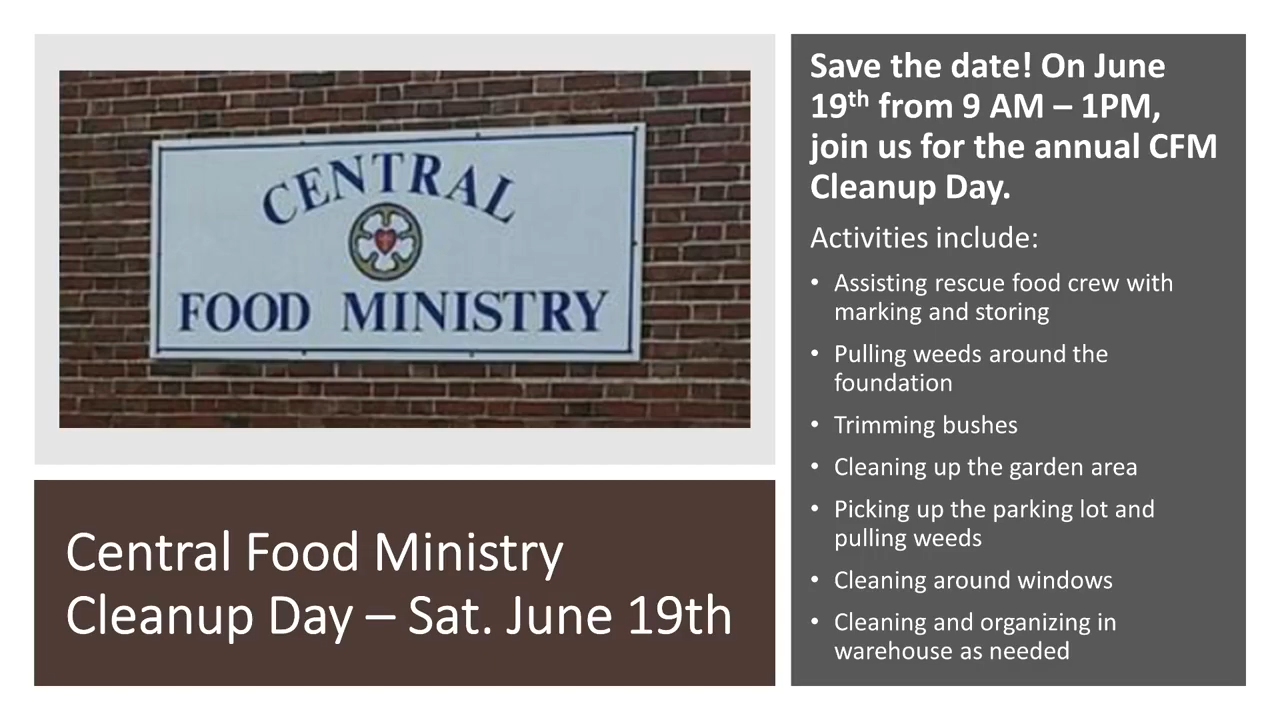 CENTRAL
FOOD MINISTRY
Central Food Ministry
Cleanup Day – Sat. June 19th
Save the date! On June
19th from 9 AM – 1PM,
join us for the annual CFM
Cleanup Day.
Activities include:
• Assisting rescue food crew with
marking and storing
• Pulling weeds around the
foundation
• Trimming bushes
• Cleaning up the garden area
• Picking up the parking lot and
pulling weeds
• Cleaning around windows
• Cleaning and organizing in
warehouse as needed